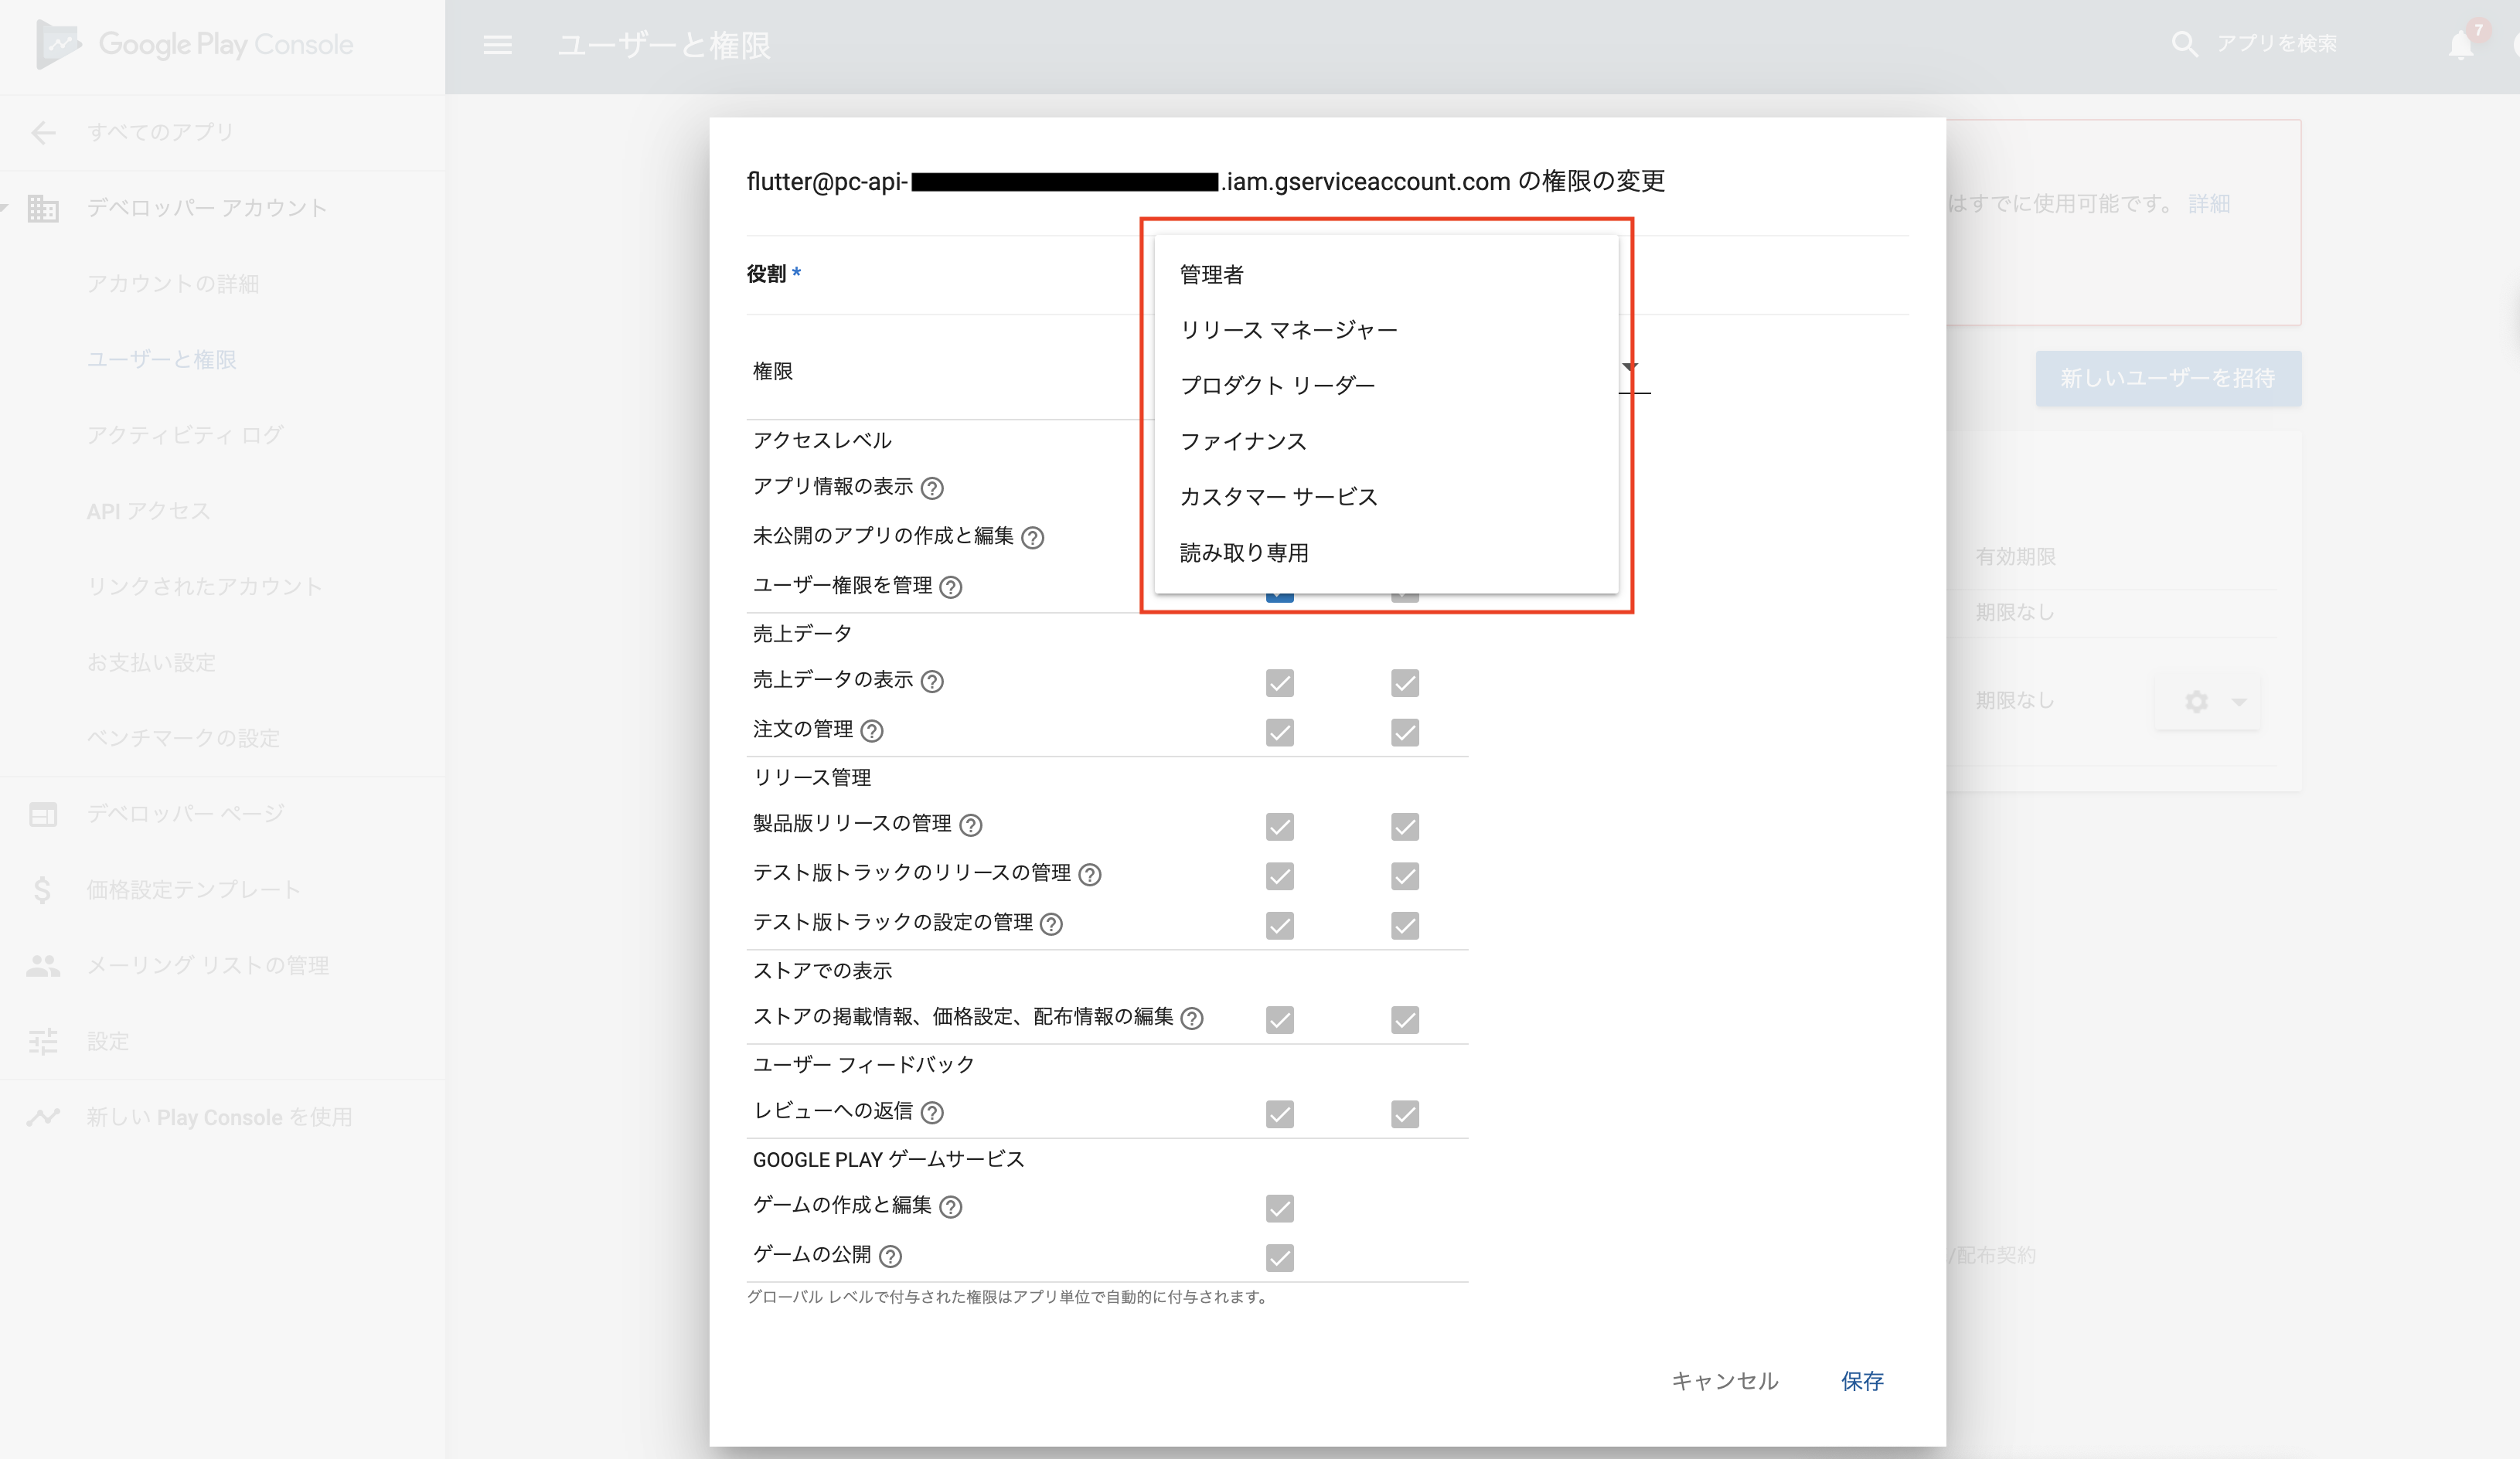 Google Play Console
ユーザーと権限
アプリを検索
7
すべてのアプリ
デベロッパー アカウント
アカウントの詳細
ユーザーと権限
アクティビティ ログ
API アクセス
リンクされたアカウント
お支払い設定
ベンチマークの設定
デベロッパー ページ
価格設定テンプレート
メーリング リストの管理
設定
新しい Play Console を使用
はすでに使用可能です。 詳細
新しいユーザーを招待
有効期限
期限なし
期限なし
/配布契約
flutter@pc-api-
.iam.gserviceaccount.com の権限の変更
役割 *
管理者
リリース マネージャー
プロダクト リーダー
ファイナンス
カスタマー サービス
読み取り専用
権限
アクセスレベル
アプリ情報の表示 ?
未公開のアプリの作成と編集 ?
ユーザー権限を管理 ?
売上データ
売上データの表示 ?
注文の管理 ?
リリース管理
製品版リリースの管理 ?
テスト版トラックのリリースの管理 ?
テスト版トラックの設定の管理 ?
ストアでの表示
ストアの掲載情報、価格設定、配布情報の編集 ?
ユーザー フィードバック
レビューへの返信 ?
GOOGLE PLAY ゲームサービス
ゲームの作成と編集 ?
ゲームの公開 ?
グローバル レベルで付与された権限はアプリ単位で自動的に付与されます。
キャンセル
保存